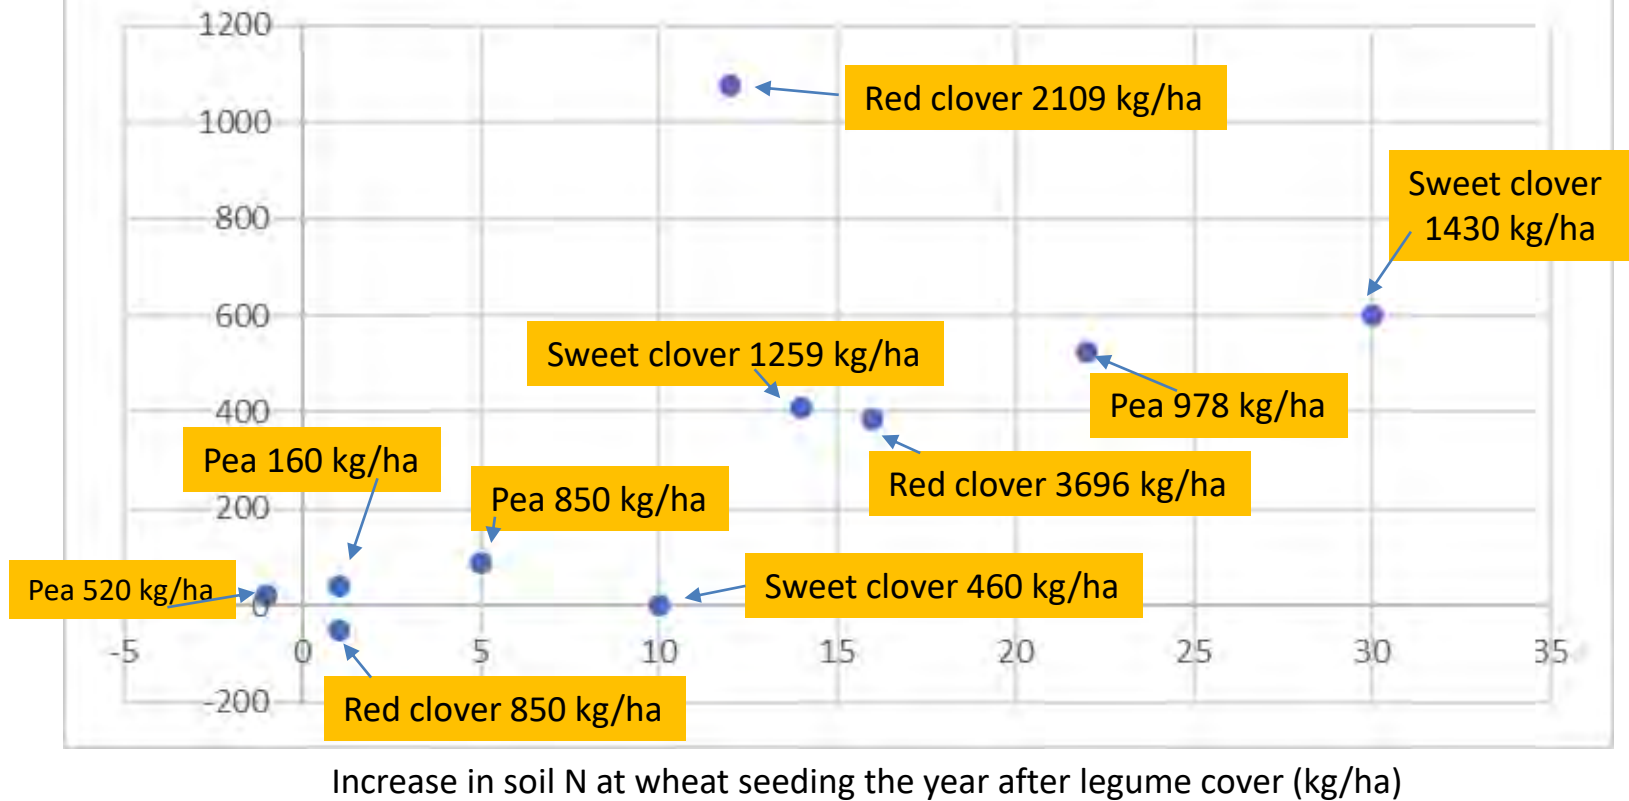 1200
Red clover 2109 kg/ha
1000
Sweet clover
1430 kg/ha
800
600
Sweet clover 1259 kg/ha
Pea 978 kg/ha
400
Pea 160 kg/ha
Red clover 3696 kg/ha
Pea 850 kg/ha
200
Pea 520 kg/ha
Sweet clover 460 kg/ha
0
-5 0 5 10 15 20 25 30 35
-200
Red clover 850 kg/ha
Increase in soil N at wheat seeding the year after legume cover (kg/ha)